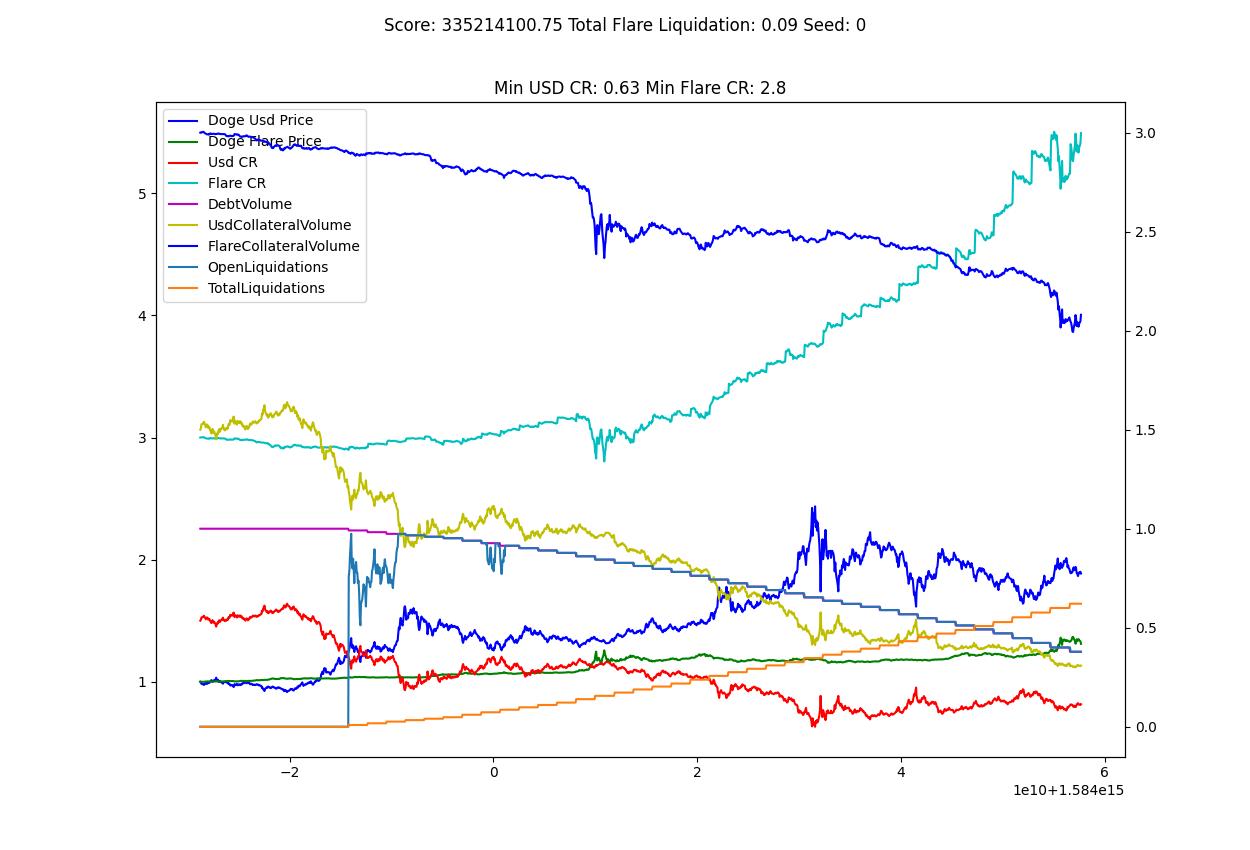 Score: 335214100.75 Total Flare Liquidation: 0.09 Seed: 0
Min USD CR: 0.63 Min Flare CR: 2.8
Doge Usd Price
Doge Flare Price
Usd CR
Flare CR
DebtVolume
UsdCollateralVolume
FlareCollateralVolume
OpenLiquidations
TotalLiquidations
5
4
3
2
1
3.0
2.5
2.0
1.5
1.0
0.5
0.0
−2
0
2
4
6
1e10+1.584e15